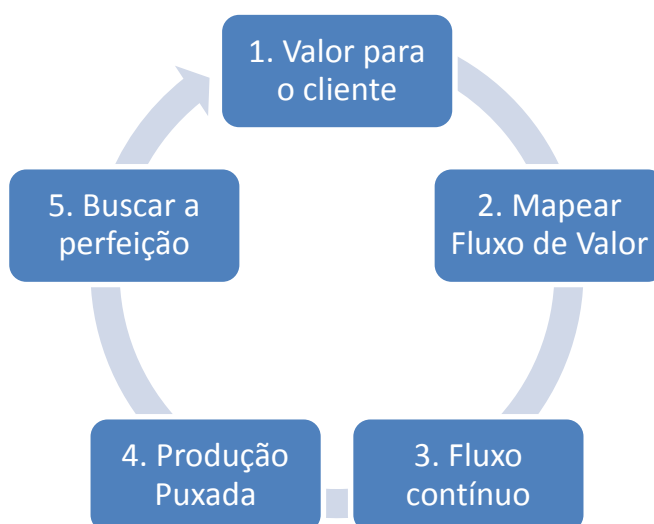 1. Valor para
o cliente
2. Mapear
Fluxo de Valor
3. Fluxo
contínuo
4. Produção
Puxada
5. Buscar a
perfeição